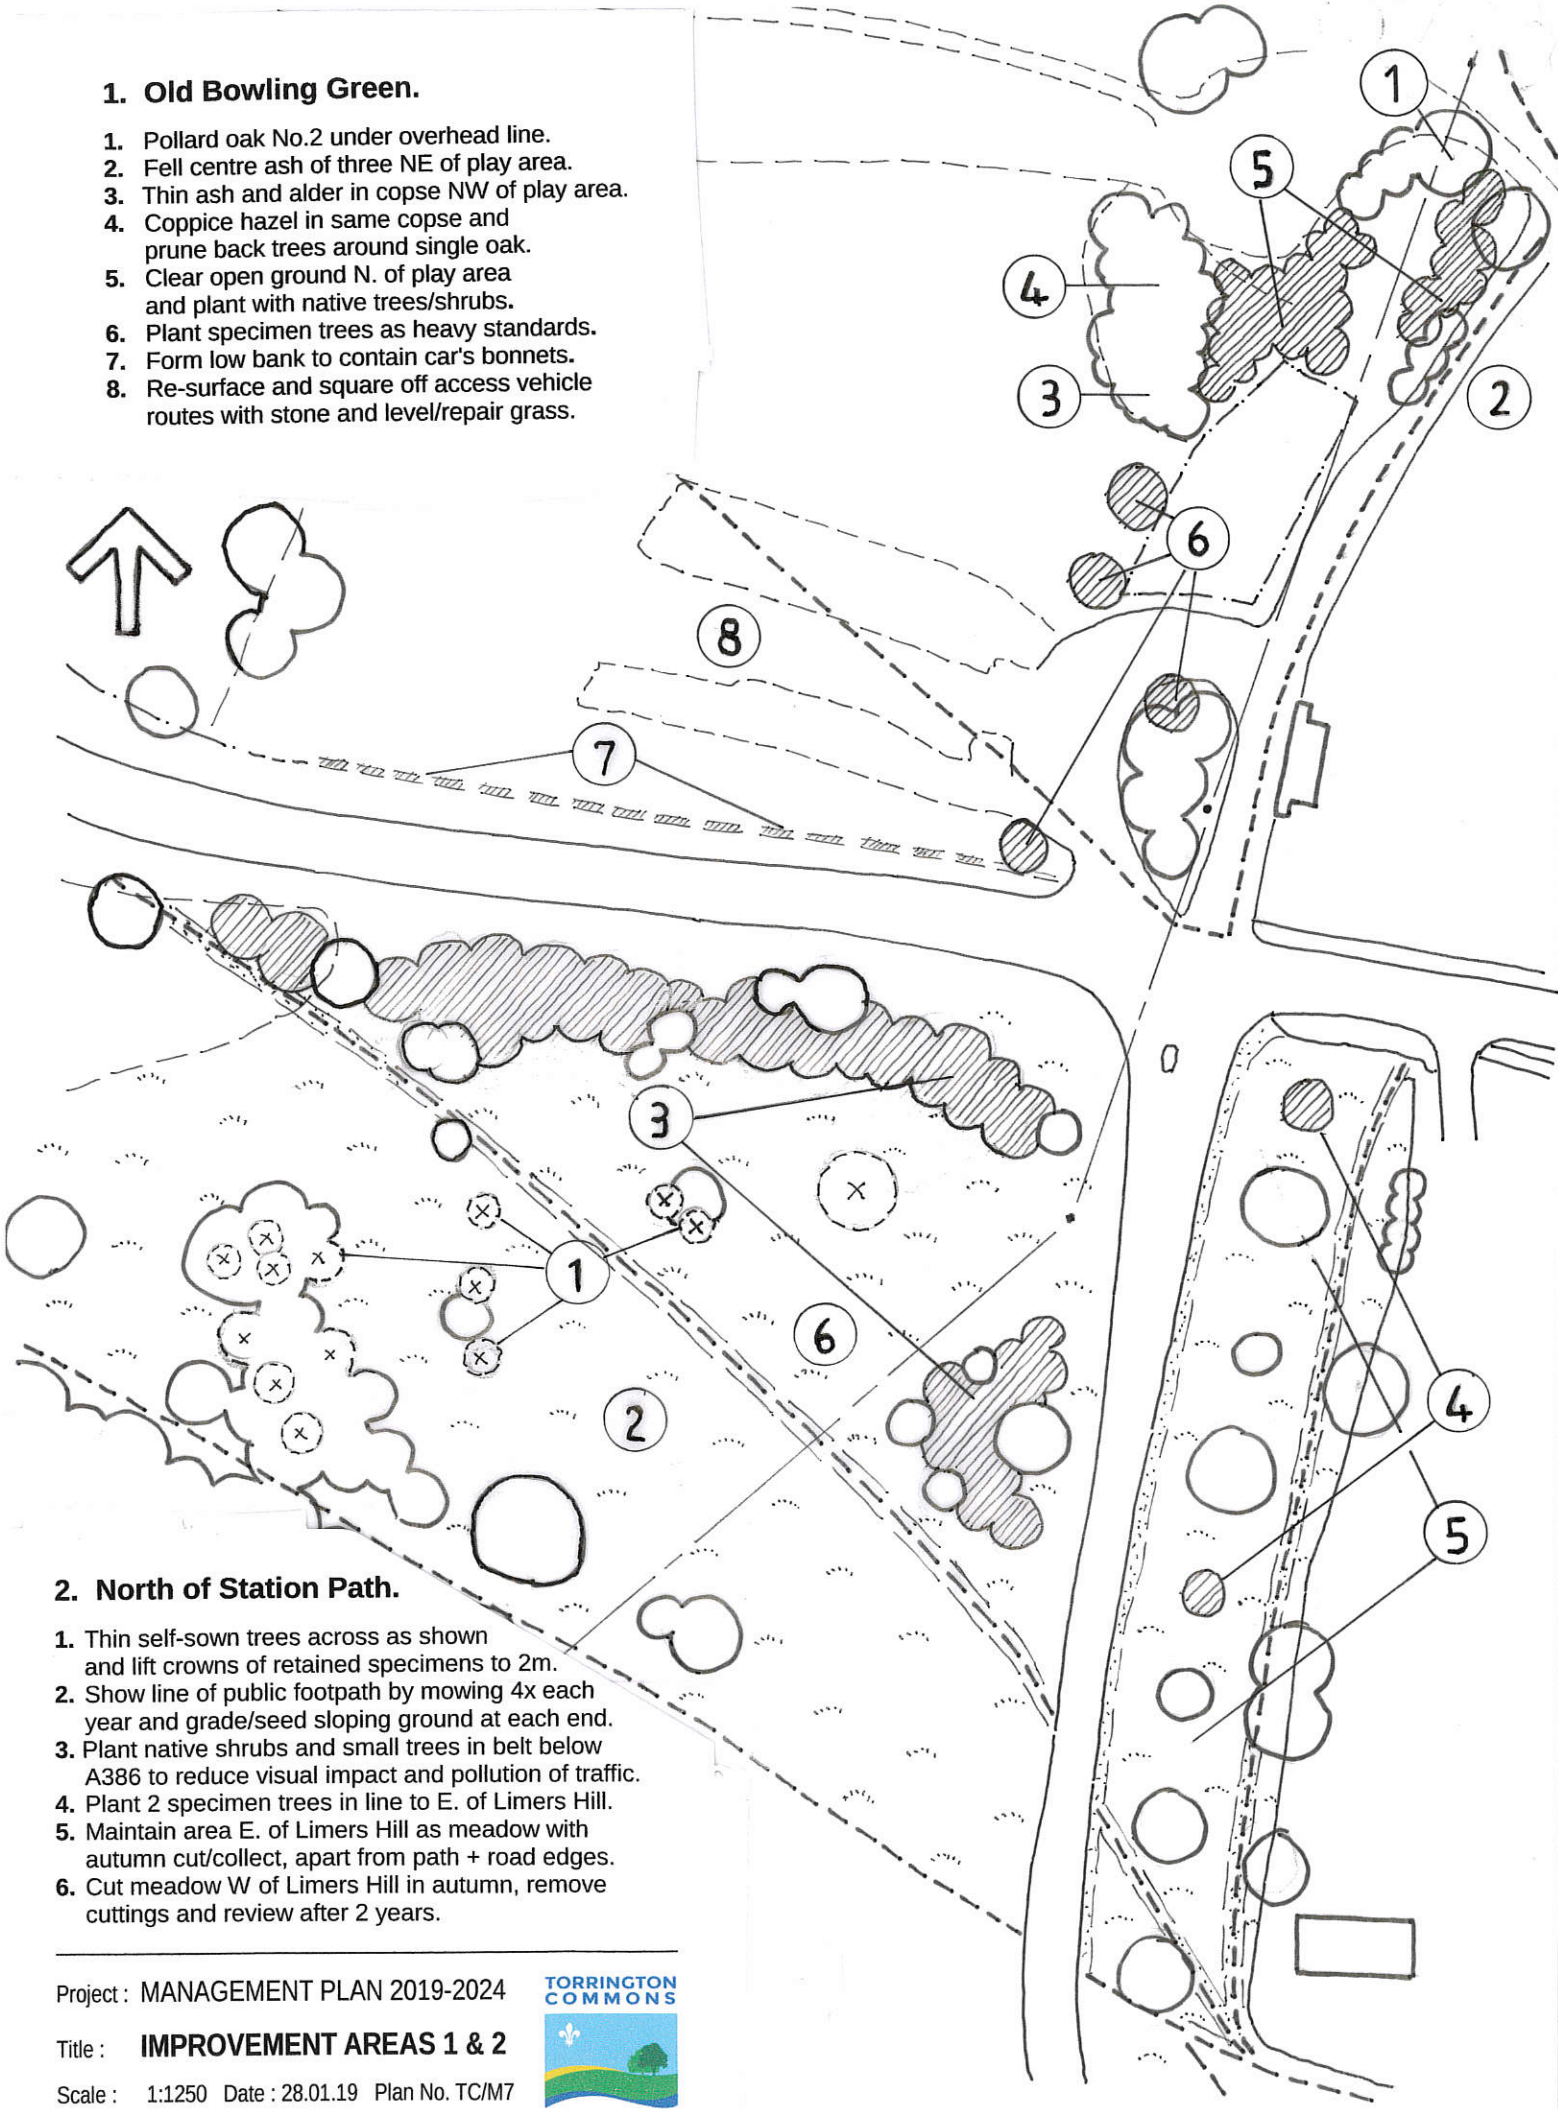 1. Old Bowling Green.
1. Pollard oak No.2 under overhead line.
2. Fell centre ash of three NE of play area.
3. Thin ash and alder in copse NW of play area.
4. Coppice hazel in same copse and
prune back trees around single oak.
5. Clear open ground N. of play area
and plant with native trees/shrubs.
6. Plant specimen trees as heavy standards.
7. Form low bank to contain car's bonnets.
8. Re-surface and square off access vehicle
routes with stone and level/repair grass.
1
5
4
3
2
6
8
7
3
1
6
2
4
5
2. North of Station Path.
1. Thin self-sown trees across as shown
and lift crowns of retained specimens to 2m.
2. Show line of public footpath by mowing 4x each
year and grade/seed sloping ground at each end.
3. Plant native shrubs and small trees in belt below
A386 to reduce visual impact and pollution of traffic.
4. Plant 2 specimen trees in line to E. of Limers Hill.
5. Maintain area E. of Limers Hill as meadow with
autumn cut/collect, apart from path + road edges.
6. Cut meadow W of Limers Hill in autumn, remove
cuttings and review after 2 years.
Project : MANAGEMENT PLAN 2019-2024
Title : IMPROVEMENT AREAS 1 & 2
Scale : 1:1250 Date : 28.01.19 Plan No. TC/M7
TORRINGTON
COMMONS